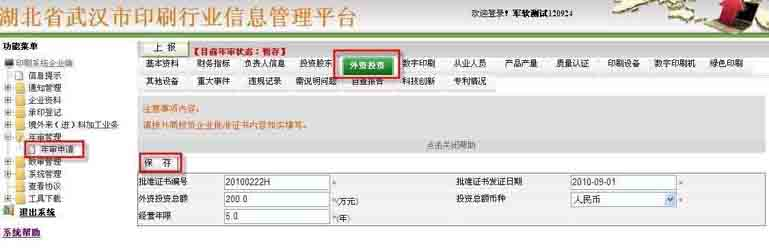 湖北省武汉市印刷行业信息管理平台
欢迎登录! 军软测试120924
功能菜单
印刷系统企业端
信息提示
通知管理
企业资料
承印登记
境外来（进）料加工业务
年审管理
年审申请
系统管理
查看协议
工具下载
退出系统
系统帮助
上 报 【目前年审状态：暂存】
基本资料 财务指标 负责人信息 投资股东 外资投资 数字印刷 从业人员 产品产量 质量认证 印刷设备 数字印刷机 绿色印刷
其他设备 重大事件 违规记录 需说明问题 自查报告 科技创新 专利情况
注意事项内容:
请按外商投资企业批准证书内容如实填写。
点击关闭帮助
保 存
批准证书编号 20100222H * 批准证书发证日期 2010-09-01 *
外资投资总额 200.0 *(万元) 投资总额币种 人民币 *
经营年限 5.0 *(年)